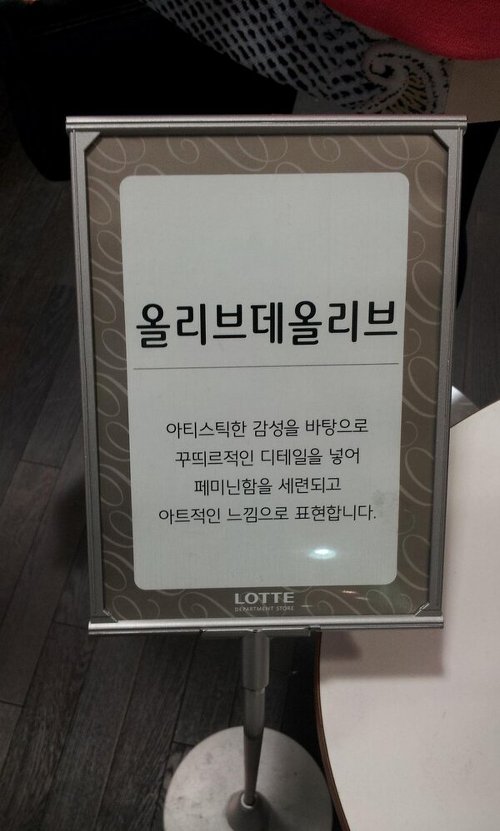 올리브데올리브
아티스틱한 감성을 바탕으로
꾸띄르적인 디테일을 넣어
페미닌함을 세련되고
아트적인 느낌으로 표현합니다.
LOTTE
DEPARTMENT STORE